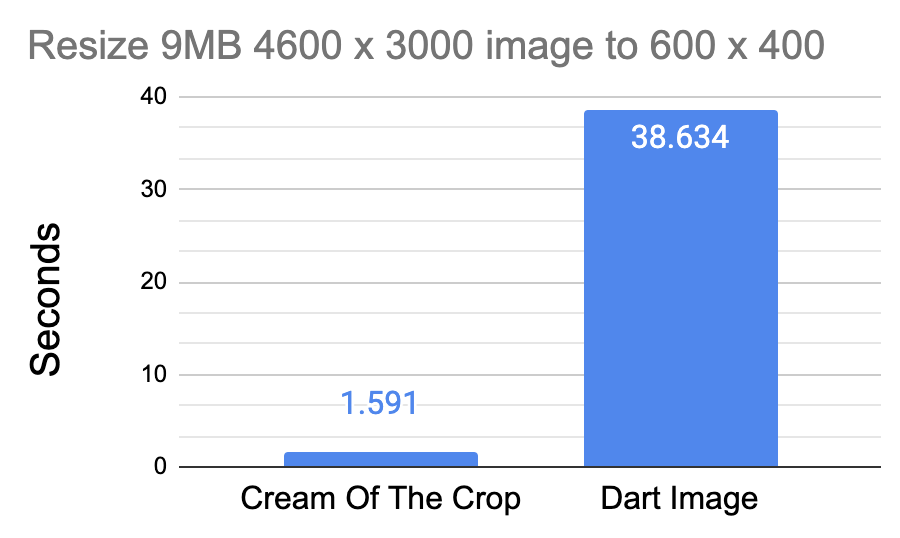 Resize 9MB 4600 x 3000 image to 600 x 400
40
38.634
30
Seconds
20
10
1.591
0
Cream Of The Crop
Dart Image